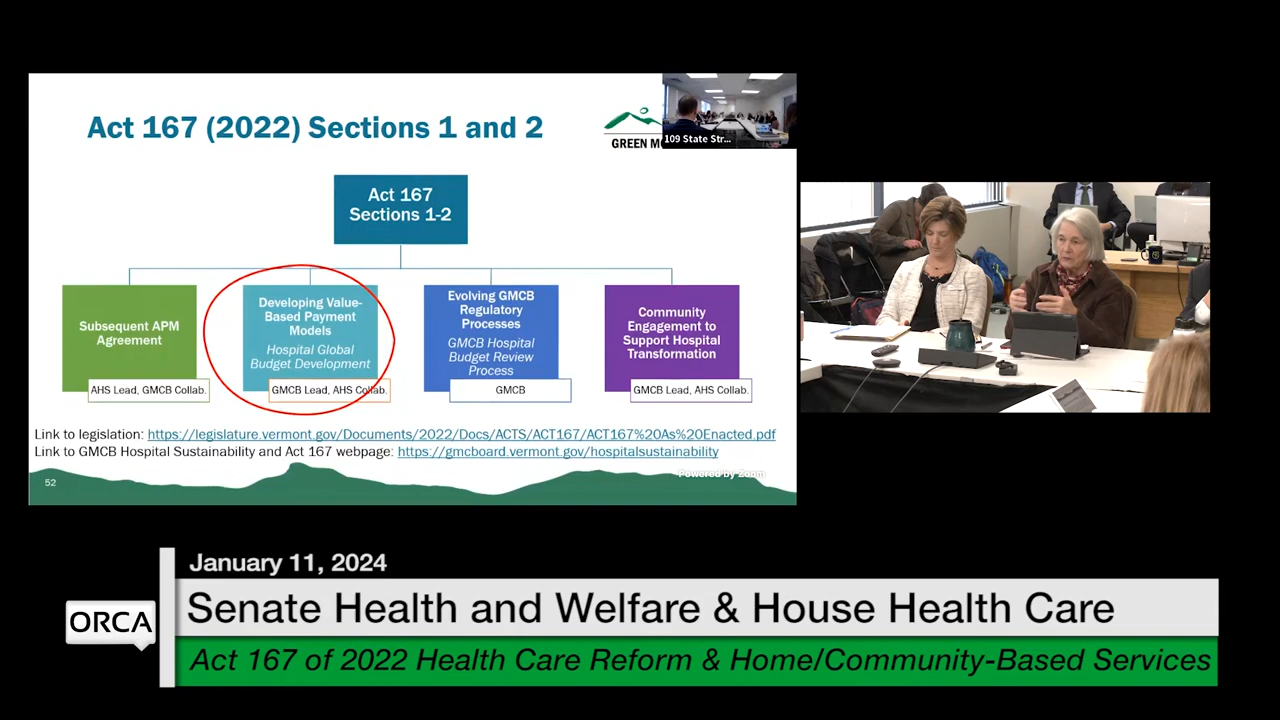 Act 167 (2022) Sections 1 and 2
GREEN MO
109 State Str...
Act 167
Sections 1-2
Subsequent APM
Agreement
AHS Lead, GMCB Collab.
Developing Value-
Based Payment
Models
Hospital Global
Budget Development
GMCB Lead, AHS Collab.
Evolving GMCB
Regulatory
Processes
GMCB Hospital
Budget Review
Process
GMCB
Community
Engagement to
Support Hospital
Transformation
GMCB Lead, AHS Collab.
Link to legislation: https://legislature.vermont.gov/Documents/2022/Docs/ACTS/ACT167/ACT167%20As%20Enacted.pdf
Link to GMCB Hospital Sustainability and Act 167 webpage: https://gmcboard.vermont.gov/hospitalsustainability
Powered by Zoom
52
January 11, 2024
ORCA
Senate Health and Welfare & House Health Care
Act 167 of 2022 Health Care Reform & Home/Community-Based Services